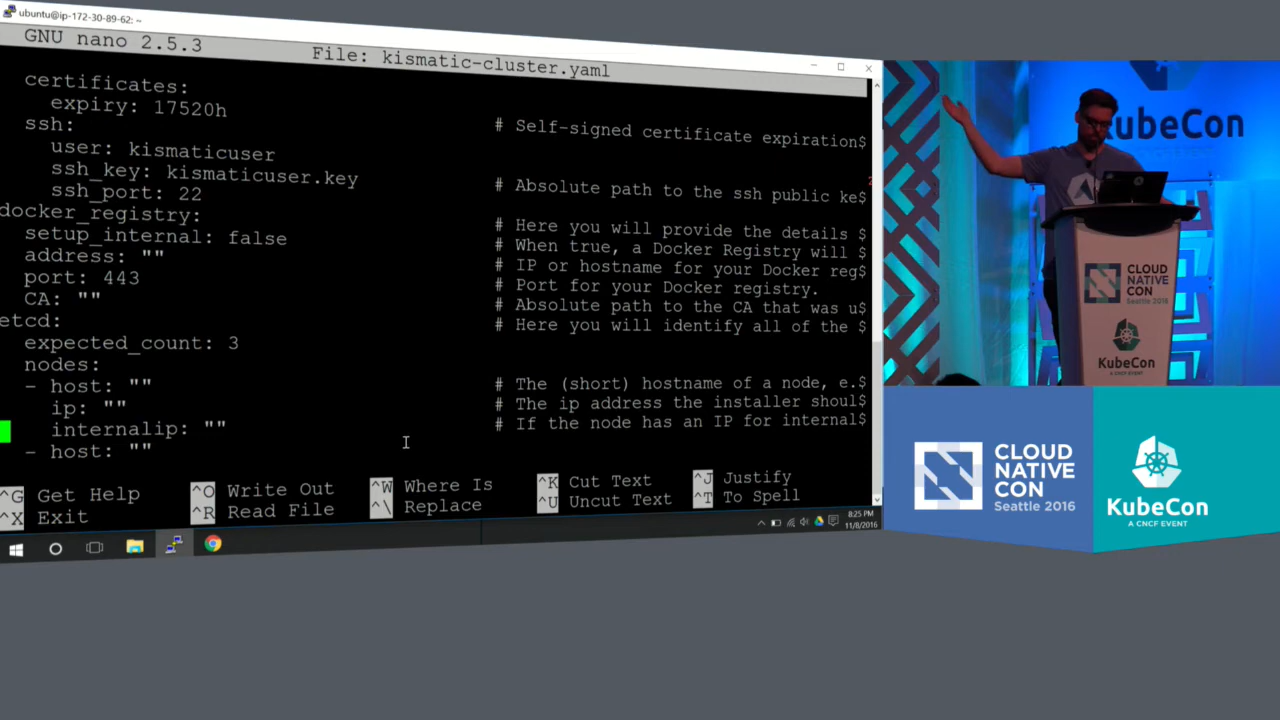 ubuntu@ip-172-30-89-62: ~
GNU nano 2.5.3 File: kismatic-cluster.yaml
certificates:
expiry: 17520h # Self-signed certificate expiration$
ssh:
user: kismaticuser
ssh_key: kismaticuser.key # Absolute path to the ssh public ke$
ssh_port: 22
docker_registry: # Here you will provide the details $
setup_internal: false # When true, a Docker Registry will $
address: "" # IP or hostname for your Docker reg$
port: 443 # Port for your Docker registry.
CA: "" # Absolute path to the CA that was u$
etcd: # Here you will identify all of the $
expected_count: 3
nodes:
- host: "" # The (short) hostname of a node, e.$
ip: "" # The ip address the installer shoul$
internalip: "" # If the node has an IP for internal$
- host: ""
^G Get Help ^O Write Out ^W Where Is ^K Cut Text ^J Justify
^X Exit ^R Read File ^\ Replace ^U Uncut Text ^T To Spell
8:25 PM
11/8/2016
KubeCon
CLOUD
NATIVE
CON
Seattle 2016
KubeCon
A CNCF EVENT
CLOUD
NATIVE
CON
Seattle 2016
KubeCon
A CNCF EVENT